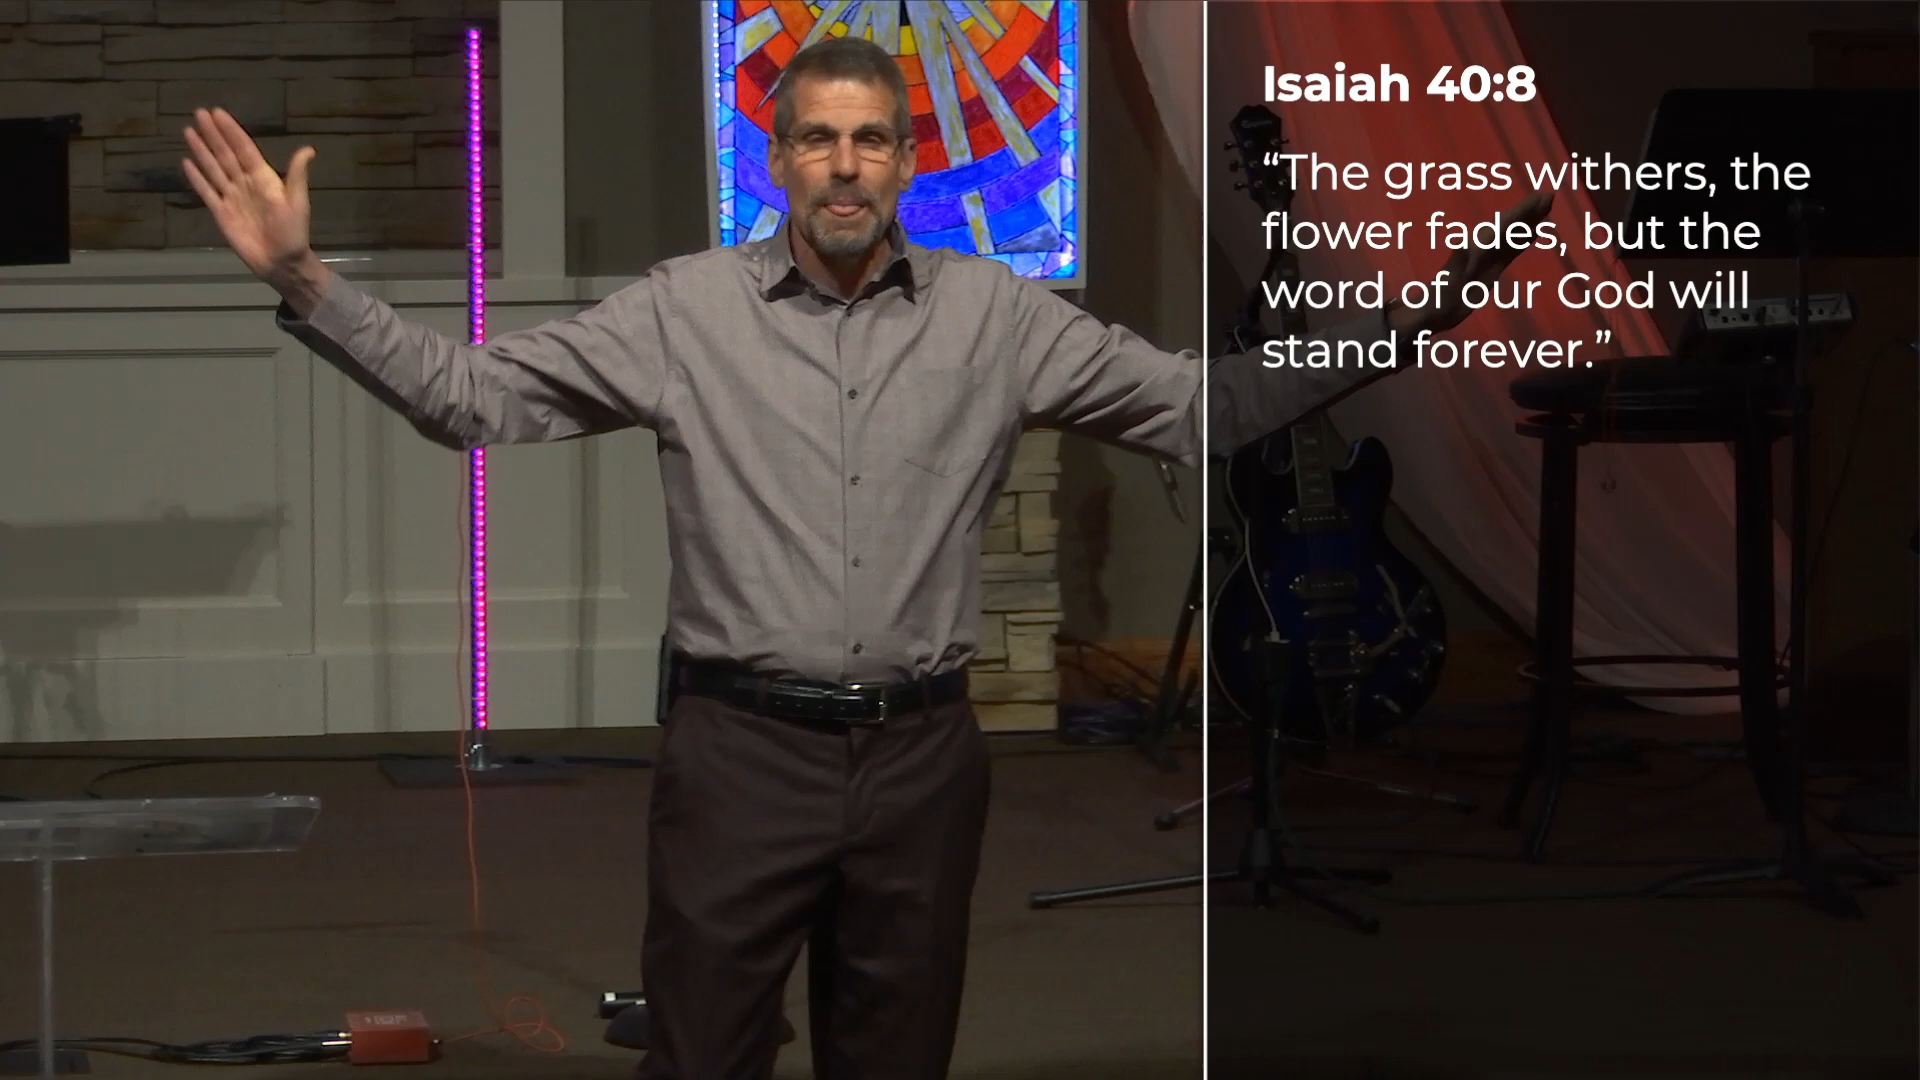 Isaiah 40:8
“The grass withers, the
flower fades, but the
word of our God will
stand forever.”